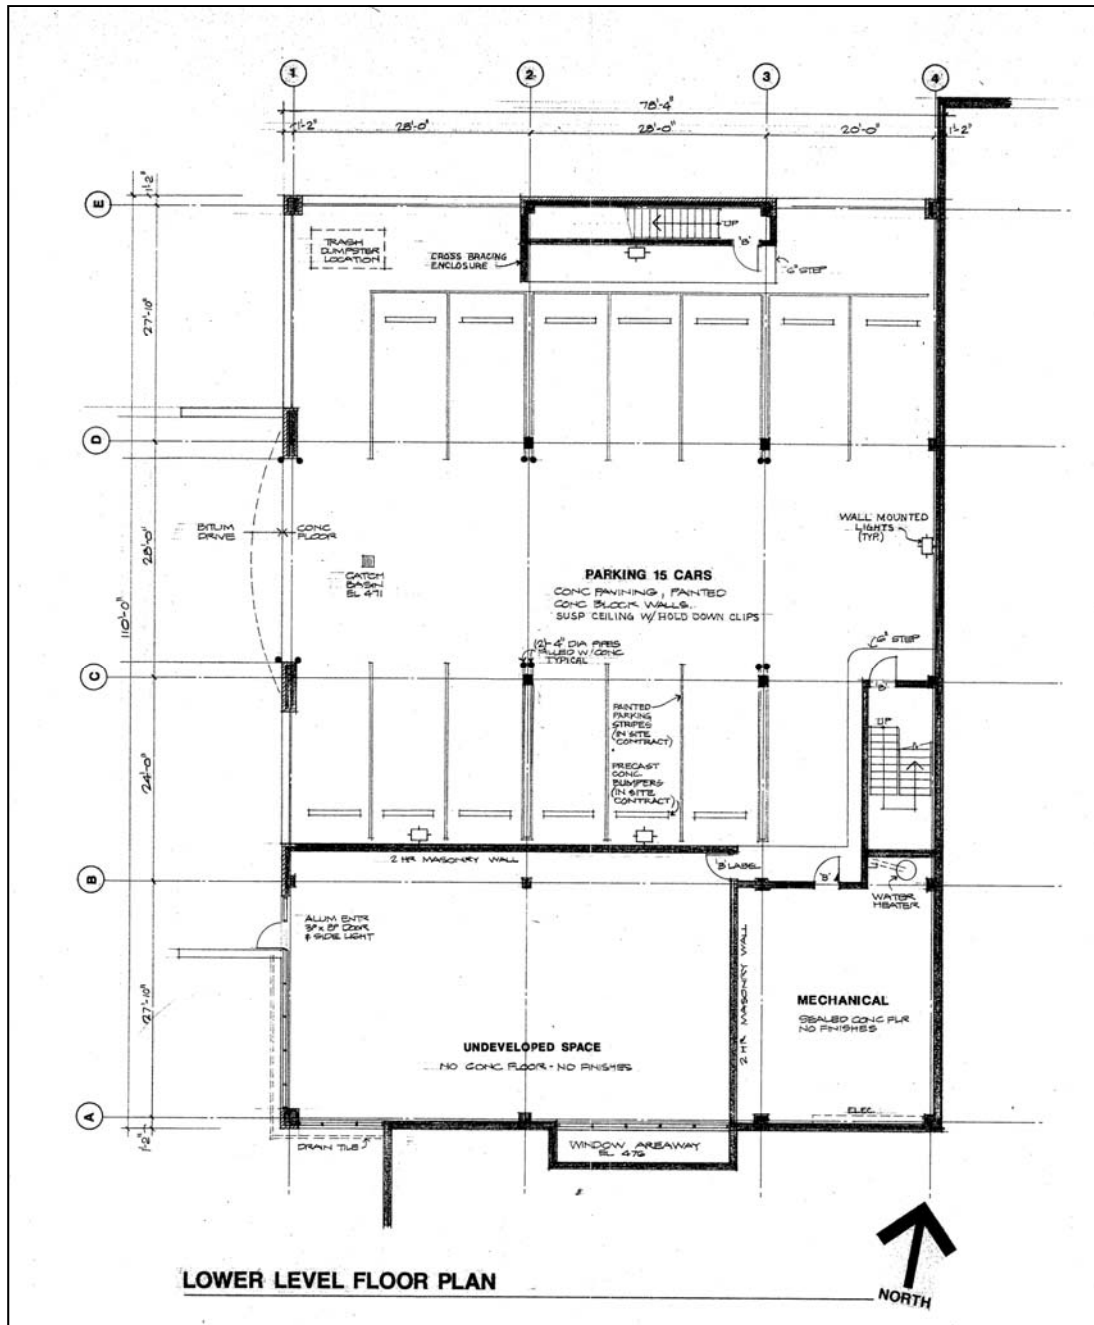 1
2
3
4
78'-4"
1'-2"
28'-0"
28'-0"
20'-0"
1'-2"
1'-2"
E
UP
'B'
TRASH
DUMPSTER
LOCATION
CROSS BRACING
ENCLOSURE
6" STEP
27'-10"
D
BITUM
DRIVE
CONC
FLOOR
WALL MOUNTED
LIGHTS
(TYP.)
28'-0"
CATCH
BASIN
EL 471
PARKING 15 CARS
CONC PAVINING, PAINTED
CONC BLOCK WALLS.
SUSP CEILING W/ HOLD DOWN CLIPS
110'-0"
6" STEP
(2)-4" DIA PIPES
FILLED W/ CONC
TYPICAL
C
'B'
PAINTED
PARKING
STRIPES
(IN SITE
CONTRACT)
UP
24'-0"
PRECAST
CONC
BUMPERS
(IN SITE
CONTRACT)
2 HR MASONRY WALL
'B' LABEL
B
'B'
WATER
HEATER
ALUM ENTR
3⁰ x 8⁰ DOOR
& SIDE LIGHT
2 HR MASONRY WALL
27'-10"
MECHANICAL
SEALED CONC FLR
NO FINISHES
UNDEVELOPED SPACE
NO CONC FLOOR - NO FINISHES
A
ELEC
1'-2"
DRAIN TILE
WINDOW AREAWAY
EL 476
LOWER LEVEL FLOOR PLAN
NORTH